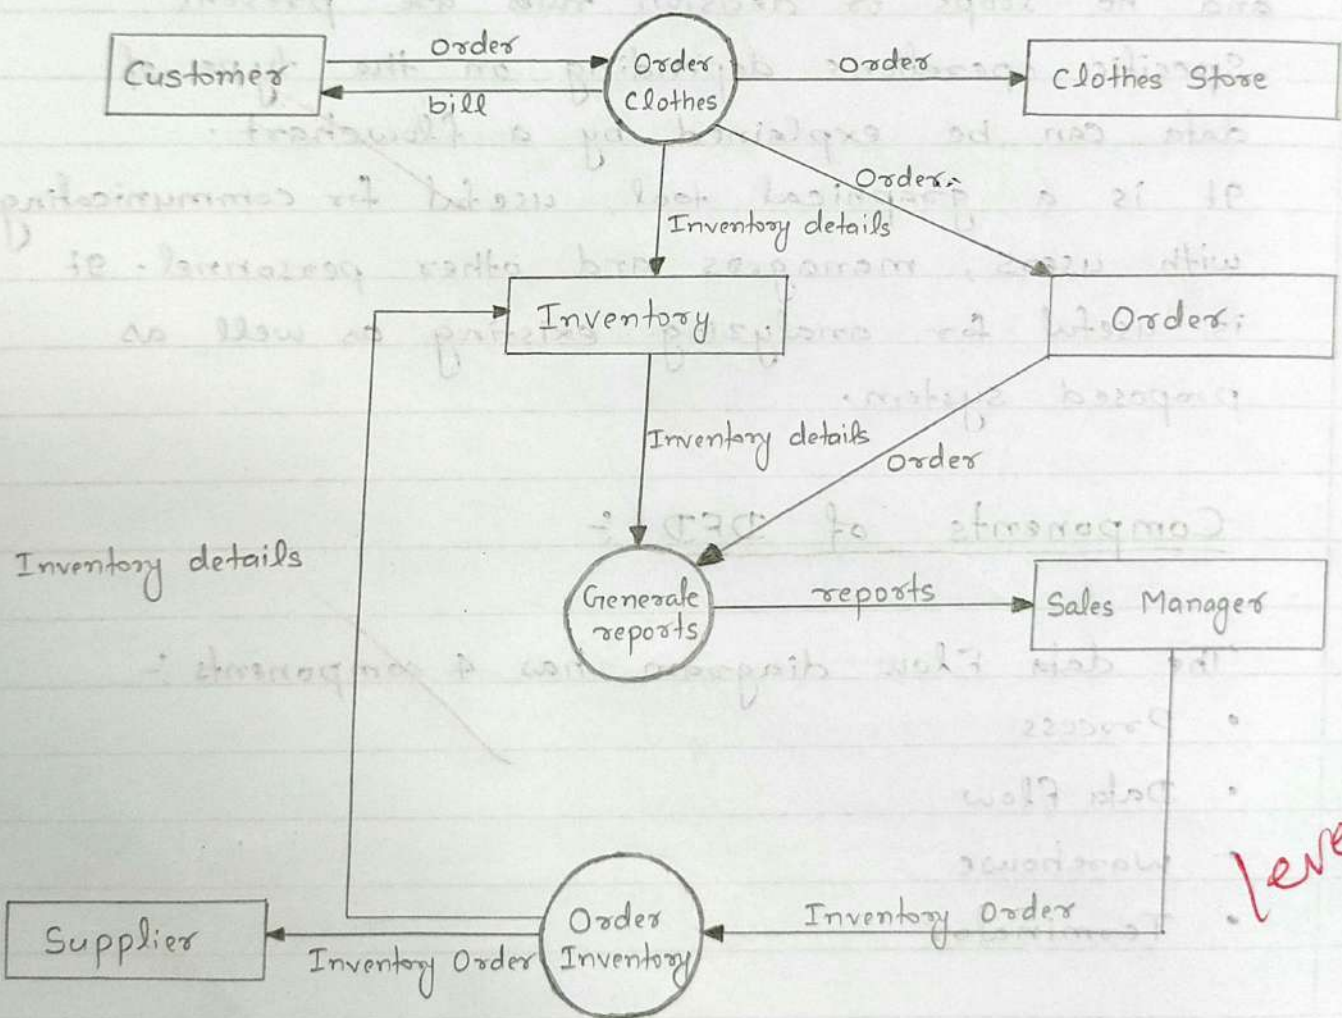 Order
Customer
Order
Clothes
Order
Clothes Store
bill
Order:
Inventory details
Inventory
Order:
Inventory details
Order
Inventory details
Generate
reports
reports
Sales Manager
Supplier
Inventory Order
Order
Inventory
Inventory Order